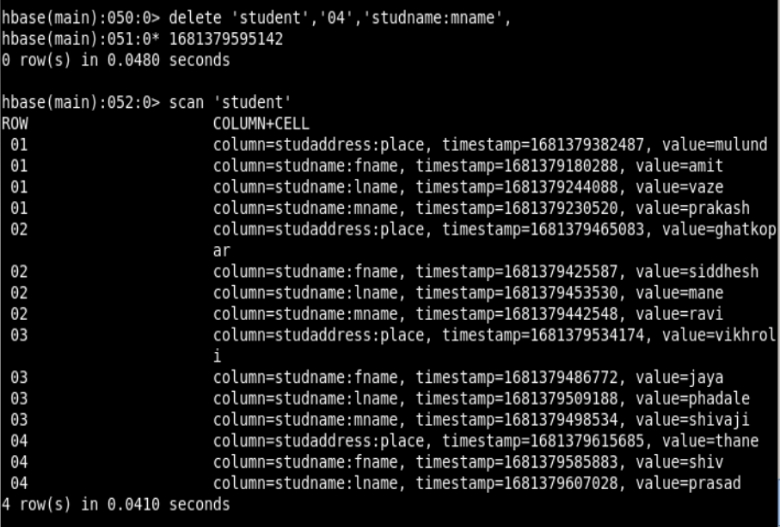 hbase(main):050:0> delete 'student','04','studname:mname',
hbase(main):051:0* 1681379595142
0 row(s) in 0.0480 seconds

hbase(main):052:0> scan 'student'
ROW                   COLUMN+CELL
 01                   column=studaddress:place, timestamp=1681379382487, value=mulund
 01                   column=studname:fname, timestamp=1681379180288, value=amit
 01                   column=studname:lname, timestamp=1681379244088, value=vaze
 01                   column=studname:mname, timestamp=1681379230520, value=prakash
 02                   column=studaddress:place, timestamp=1681379465083, value=ghatkop
                      ar
 02                   column=studname:fname, timestamp=1681379425587, value=siddhesh
 02                   column=studname:lname, timestamp=1681379453530, value=mane
 02                   column=studname:mname, timestamp=1681379442548, value=ravi
 03                   column=studaddress:place, timestamp=1681379534174, value=vikhrol
                      i
 03                   column=studname:fname, timestamp=1681379486772, value=jaya
 03                   column=studname:lname, timestamp=1681379509188, value=phadale
 03                   column=studname:mname, timestamp=1681379498534, value=shivaji
 04                   column=studaddress:place, timestamp=1681379615685, value=thane
 04                   column=studname:fname, timestamp=1681379585883, value=shiv
 04                   column=studname:lname, timestamp=1681379607028, value=prasad
4 row(s) in 0.0410 seconds